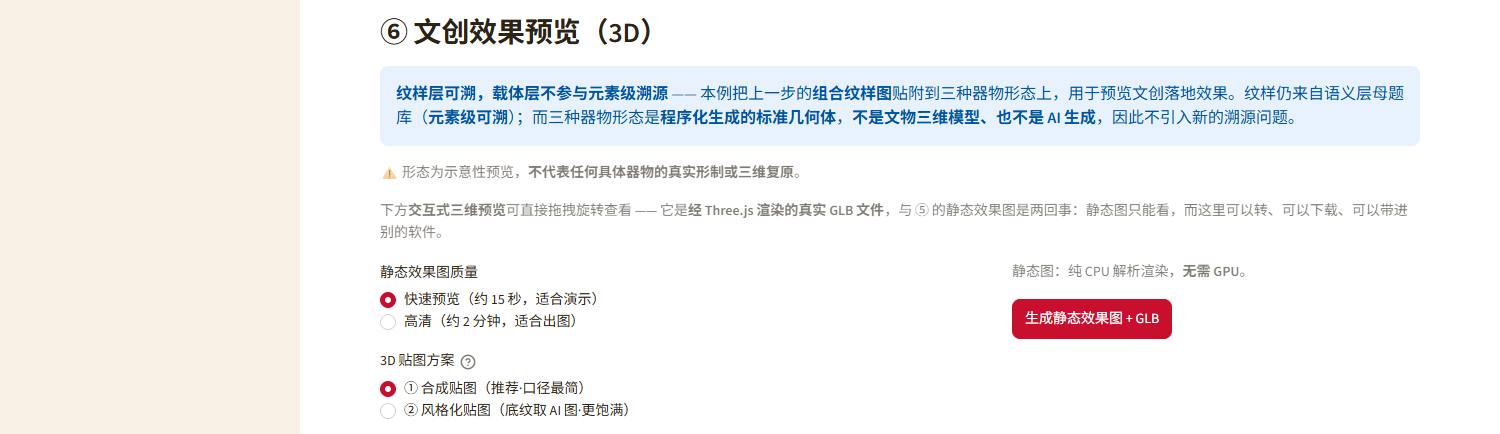 ⑥ 文创效果预览（3D）
纹样层可溯，载体层不参与元素级溯源 —— 本例把上一步的组合纹样图贴附到三种器物形态上，用于预览文创落地效果。纹样仍来自语义层母题
库（元素级可溯）；而三种器物形态是程序化生成的标准几何体，不是文物三维模型、也不是 AI 生成，因此不引入新的溯源问题。
⚠ 形态为示意性预览，不代表任何具体器物的真实形制或三维复原。
下方交互式三维预览可直接拖拽旋转查看 —— 它是经 Three.js 渲染的真实 GLB 文件，与 ⑤ 的静态效果图是两回事：静态图只能看，而这里可以转、可以下载、可以带进
别的软件。
静态效果图质量
快速预览（约 15 秒，适合演示）
高清（约 2 分钟，适合出图）
静态图：纯 CPU 解析渲染，无需 GPU。
生成静态效果图 + GLB
3D 贴图方案
① 合成贴图（推荐·口径最简）
② 风格化贴图（底纹取 AI 图·更饱满）